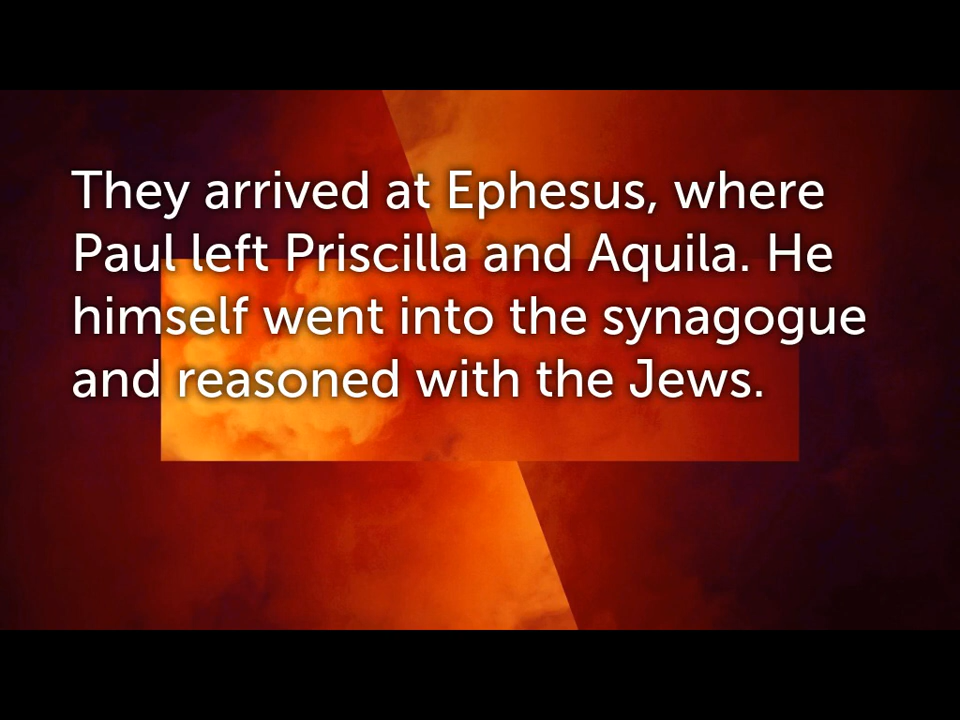 They arrived at Ephesus, where
Paul left Priscilla and Aquila. He
himself went into the synagogue
and reasoned with the Jews.